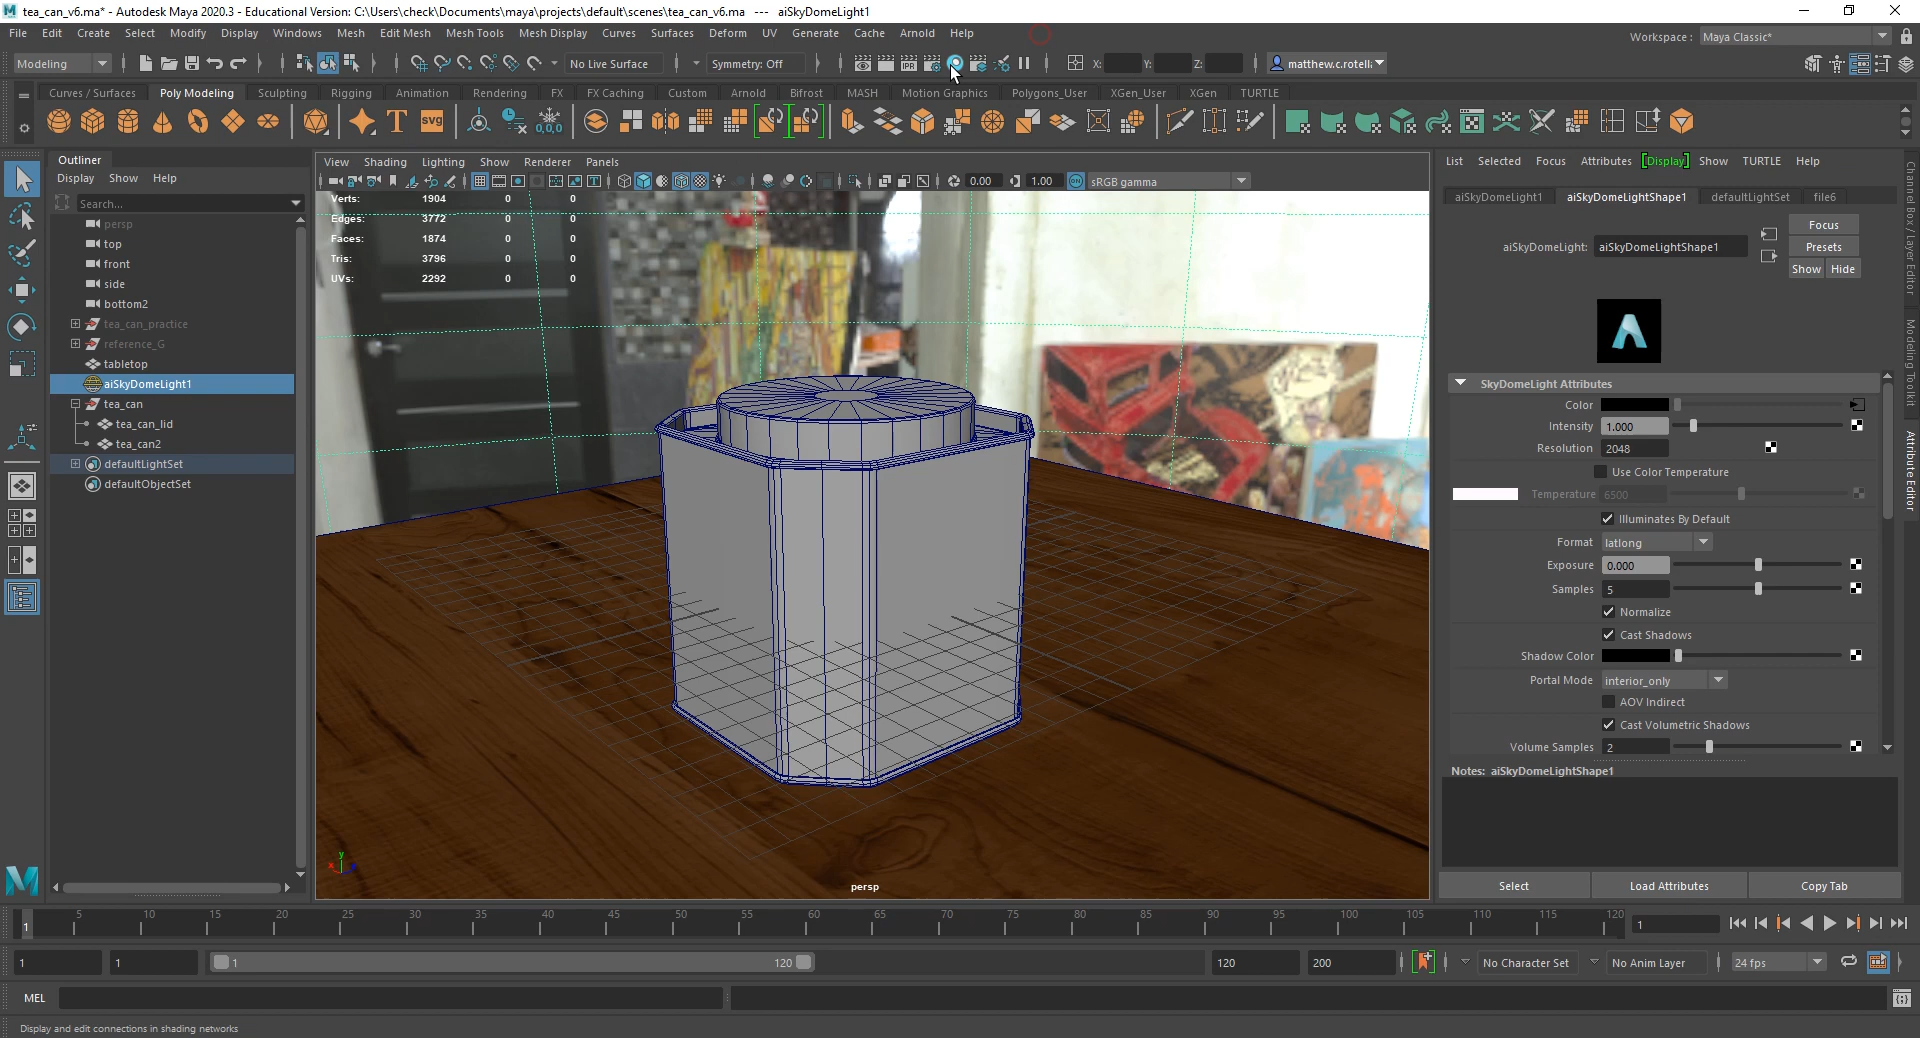 tea_can_v6.ma* - Autodesk Maya 2020.3 - Educational Version: C:\Users\check\Documents\maya\projects\default\scenes\tea_can_v6.ma --- aiSkyDomeLight1
File Edit Create Select Modify Display Windows Mesh Edit Mesh Mesh Tools Mesh Display Curves Surfaces Deform UV Generate Cache Arnold Help
Workspace : Maya Classic*
Modeling No Live Surface Symmetry: Off IPR X: Y: Z: matthew.c.rotell
Curves / Surfaces Poly Modeling Sculpting Rigging Animation Rendering FX FX Caching Custom Arnold Bifrost MASH Motion Graphics Polygons_User XGen_User XGen TURTLE
T SVG 0,0,0
Outliner
Display Show Help
Search...
persp
top
front
side
bottom2
tea_can_practice
reference_G
tabletop
aiSkyDomeLight1
tea_can
tea_can_lid
tea_can2
defaultLightSet
defaultObjectSet
View Shading Lighting Show Renderer Panels
0.00 1.00 ON sRGB gamma
Verts: 1904 0 0
Edges: 3772 0 0
Faces: 1874 0 0
Tris: 3796 0 0
UVs: 2292 0 0
y
x
persp
List Selected Focus Attributes Display Show TURTLE Help
aiSkyDomeLight1 aiSkyDomeLightShape1 defaultLightSet file6
Focus
aiSkyDomeLight: aiSkyDomeLightShape1 Presets
Show Hide
SkyDomeLight Attributes
Color
Intensity 1.000
Resolution 2048
Use Color Temperature
Temperature 6500
Illuminates By Default
Format latlong
Exposure 0.000
Samples 5
Normalize
Cast Shadows
Shadow Color
Portal Mode interior_only
AOV Indirect
Cast Volumetric Shadows
Volume Samples 2
Notes: aiSkyDomeLightShape1
Select Load Attributes Copy Tab
Channel Box / Layer Editor
Modeling Toolkit
Attribute Editor
1 5 10 15 20 25 30 35 40 45 50 55 60 65 70 75 80 85 90 95 100 105 110 115 120 1
1 1 1 120 120 200 No Character Set No Anim Layer 24 fps
MEL
Display and edit connections in shading networks